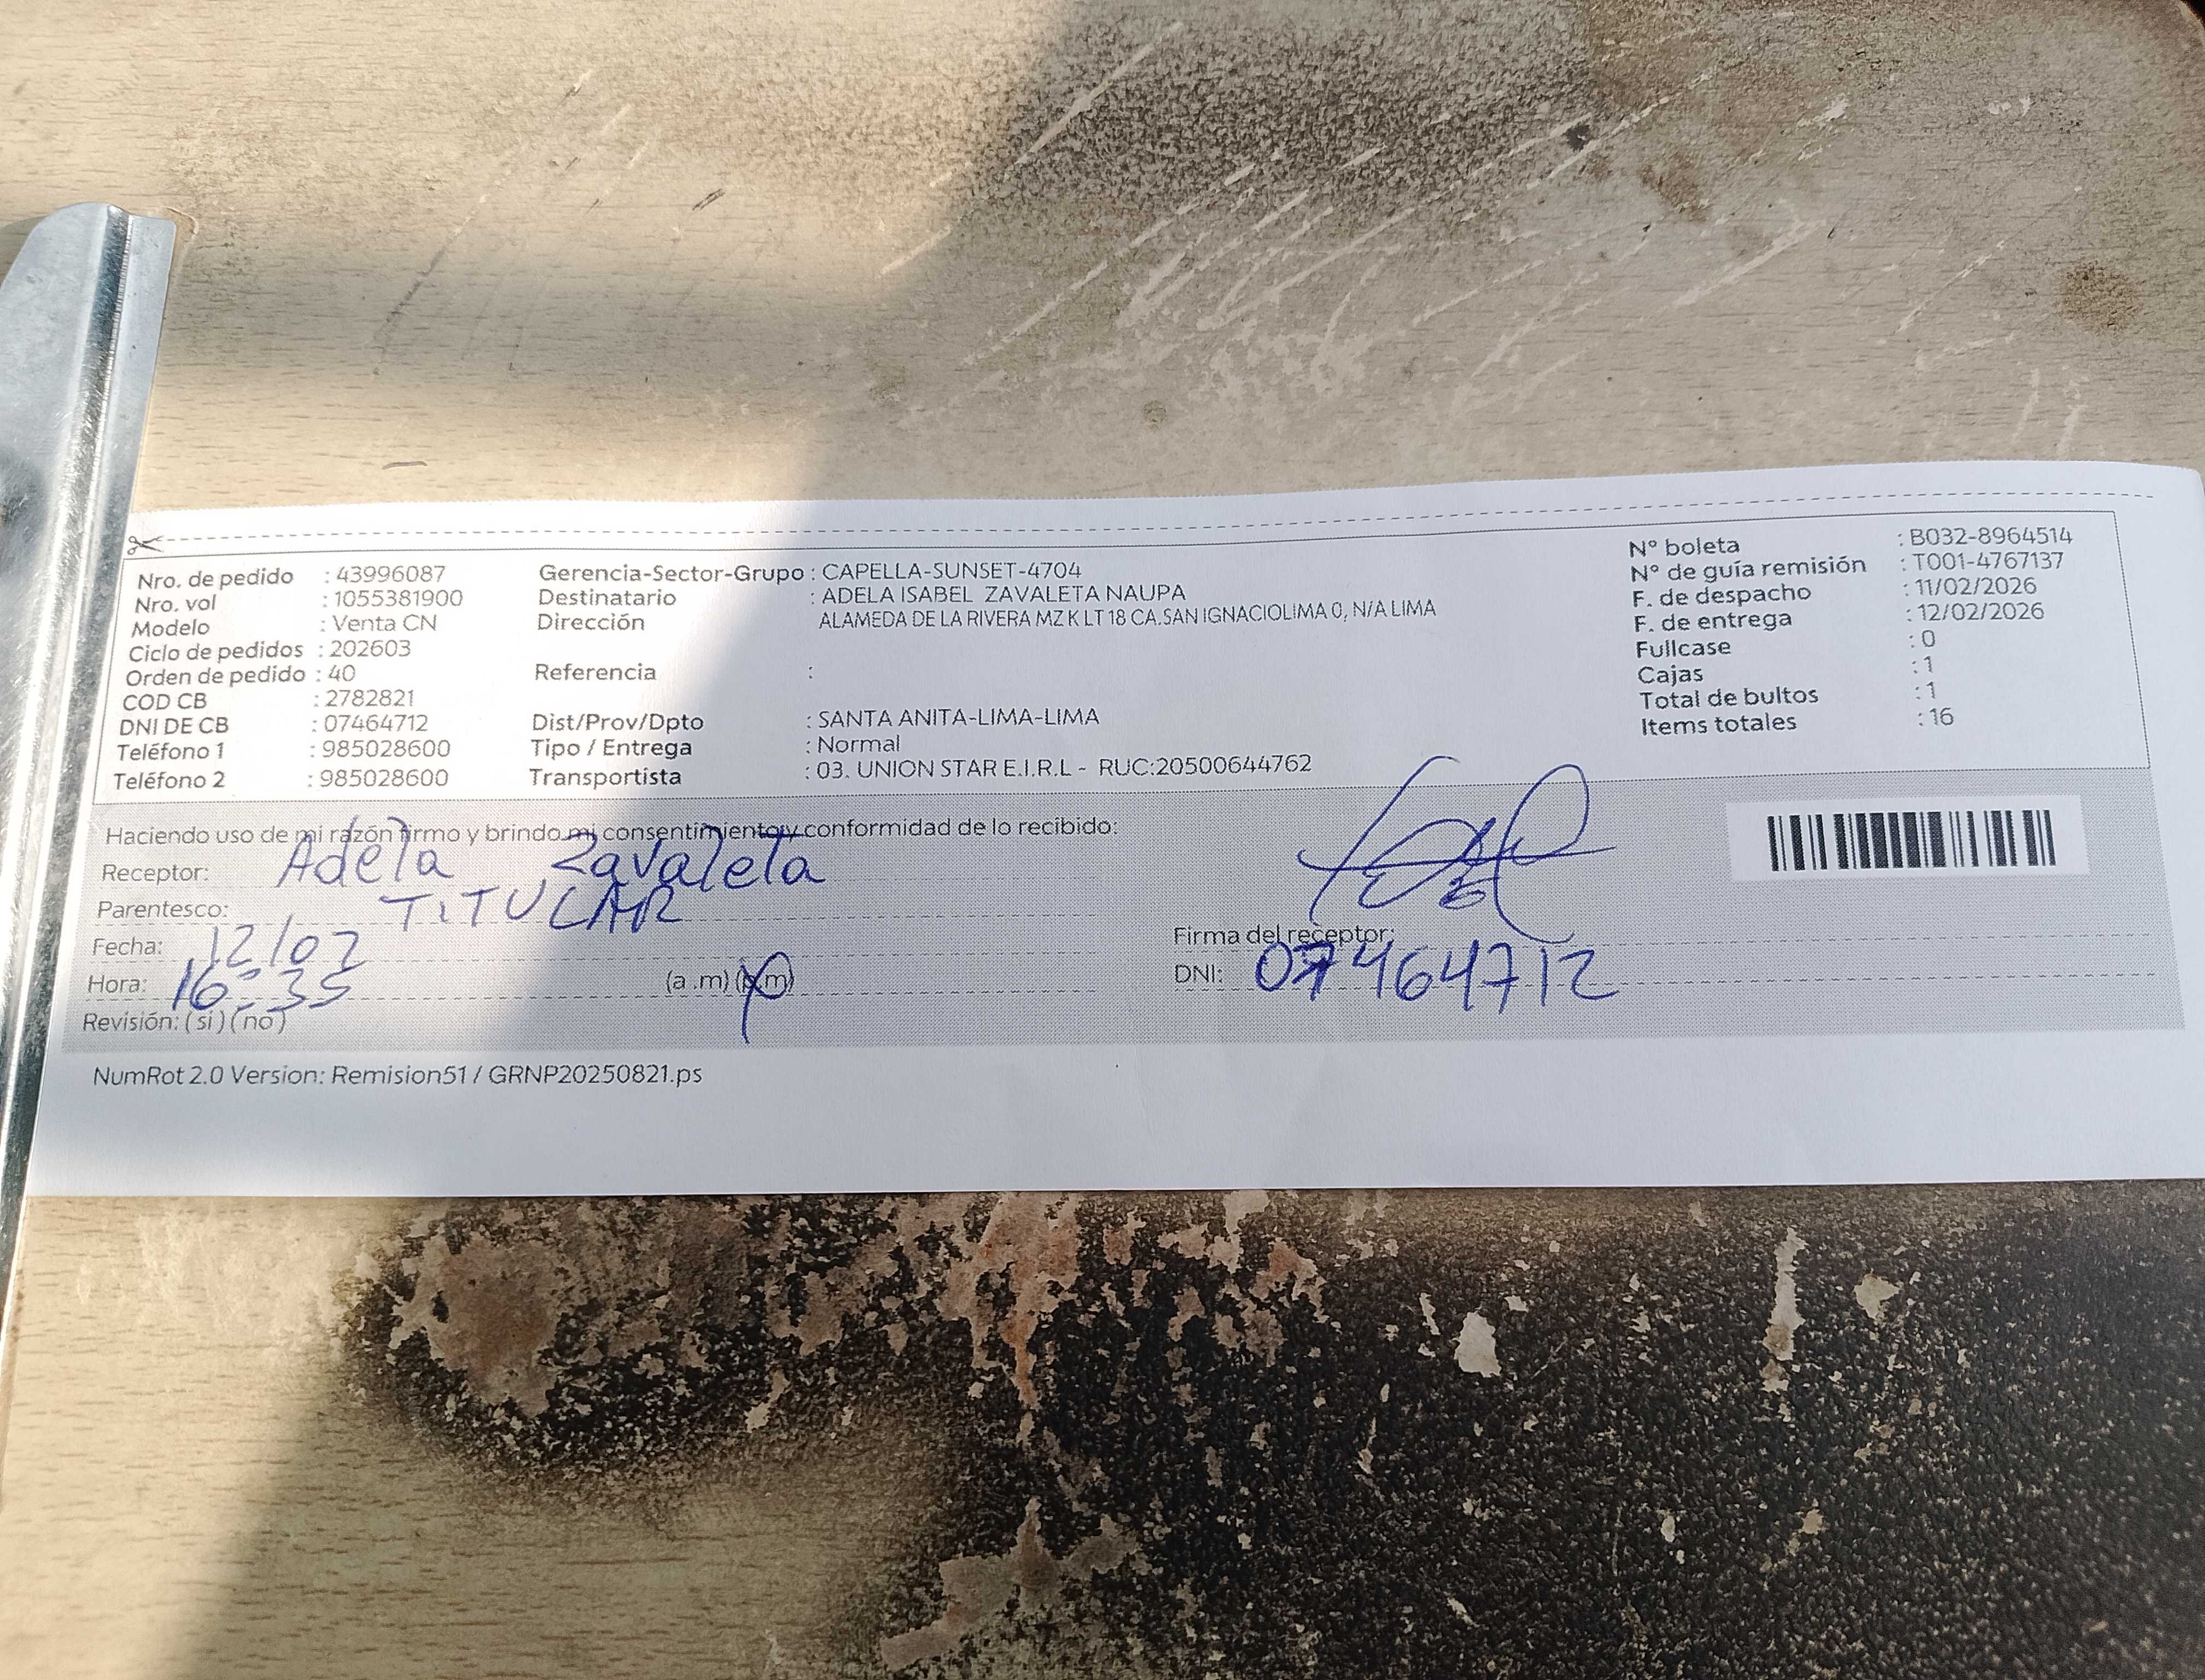 Nro. de pedido : 43996087 Gerencia-Sector-Grupo : CAPELLA-SUNSET-4704 N° boleta : B032-8964514
Nro. vol : 1055381900 Destinatario : ADELA ISABEL ZAVALETA NAUPA N° de guía remisión : T001-4767137
Modelo : Venta CN Dirección ALAMEDA DE LA RIVERA MZ K LT 18 CA.SAN IGNACIOLIMA 0, N/A LIMA F. de despacho : 11/02/2026
Ciclo de pedidos : 202603 F. de entrega : 12/02/2026
Orden de pedido : 40 Referencia : Fullcase : 0
COD CB : 2782821 Cajas : 1
DNI DE CB : 07464712 Dist/Prov/Dpto : SANTA ANITA-LIMA-LIMA Total de bultos : 1
Teléfono 1 : 985028600 Tipo / Entrega : Normal Items totales : 16
Teléfono 2 : 985028600 Transportista : 03. UNION STAR E.I.R.L - RUC:20500644762
Haciendo uso de mi razón firmo y brindo mi consentimiento y conformidad de lo recibido:
Receptor: Adela Zavaleta
Parentesco: TITULAR
Fecha: 12/02 Firma del receptor:
Hora: 16:35 (a.m) (p.m) DNI: 07464712
Revisión: (si) (no)
NumRot 2.0 Version: Remision51 / GRNP20250821.ps